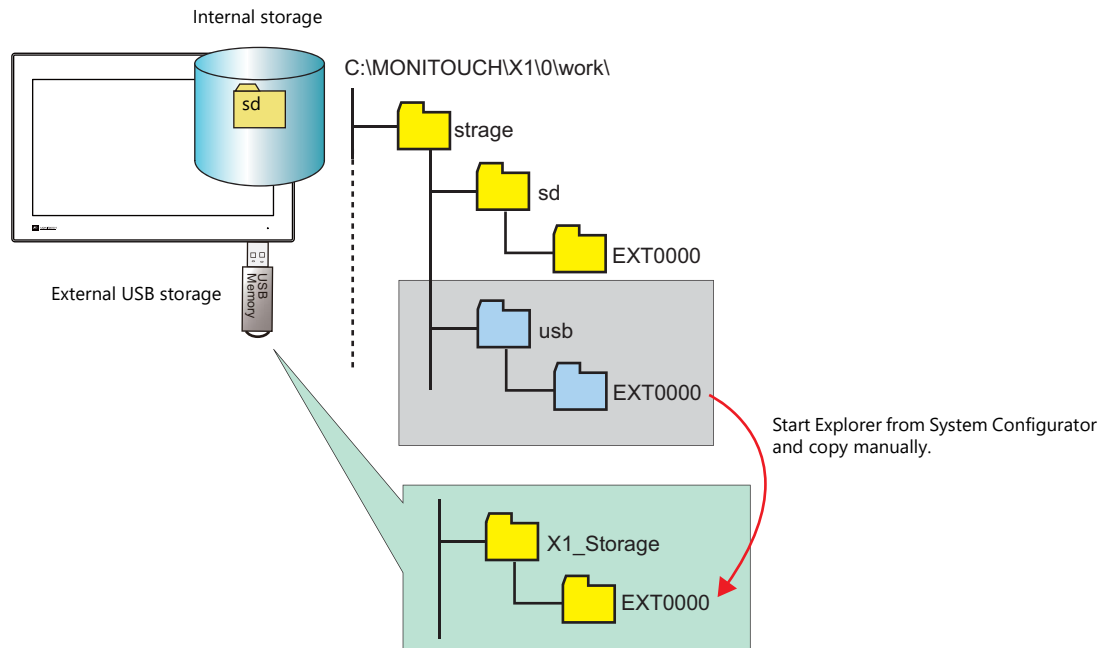 Internal storage
C:\MONITOUCH\X1\0\work\
sd
strage
sd
EXT0000
External USB storage
USB
Memory
usb
EXT0000
Start Explorer from System Configurator
and copy manually.
X1_Storage
EXT0000